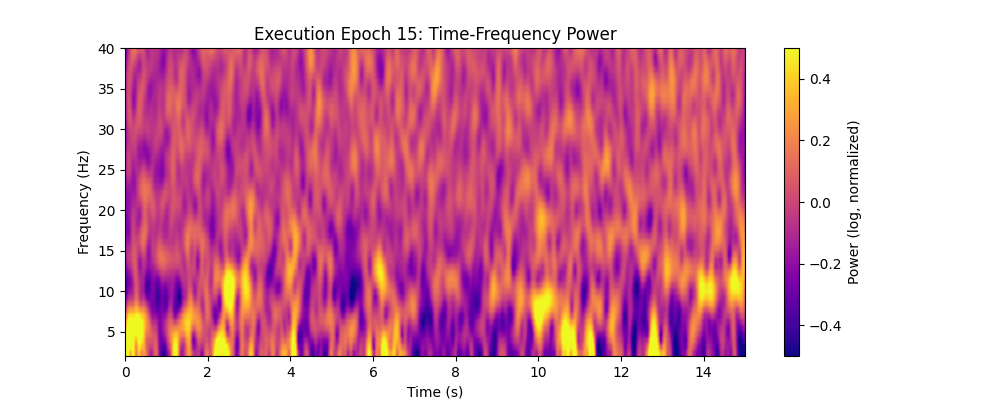 Execution Epoch 15: Time-Frequency Power
40
35
30
25
20
15
10
5
Frequency (Hz)
0 2 4 6 8 10 12 14
Time (s)
0.4
0.2
0.0
−0.2
−0.4
Power (log, normalized)